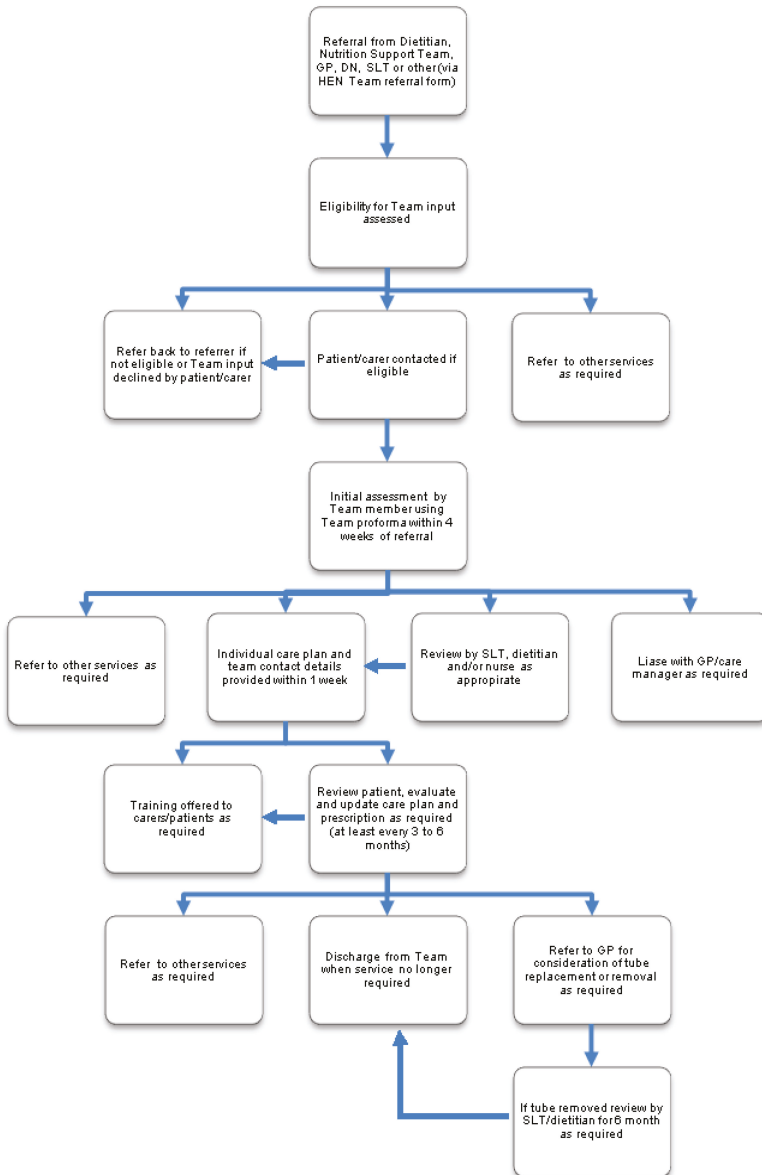 Referral from Dietitian,
Nutrition Support Team,
GP, DN, SLT or other(via
HEN Team referral form)
Eligibility for Team input
assessed
Refer back to referrer if
not eligible or Team input
declined by patient/carer
Patient/carer contacted if
eligible
Refer to other services
as required
Initial assessment by
Team member using
Team proforma within 4
weeks of referral
Refer to other services as
required
Individual care plan and
team contact details
provided within 1 week
Review by SLT, dietitian
and/or nurse as
appropirate
Liase with GP/care
manager as required
Training offered to
carers/patients as
required
Review patient, evaluate
and update care plan and
prescription as required
(at least every 3 to 6
months)
Refer to other services
as required
Discharge from Team
when service no longer
required
Refer to GP for
consideration of tube
replacement or removal
as required
If tube removed review by
SLT/dietitian for 6 month
as required